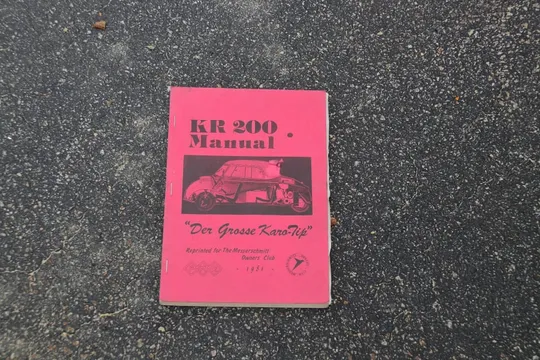 KR 200
Manual
"Der Grosse Karo-Tip"
Reprinted for The Messerschmitt
Owners Club